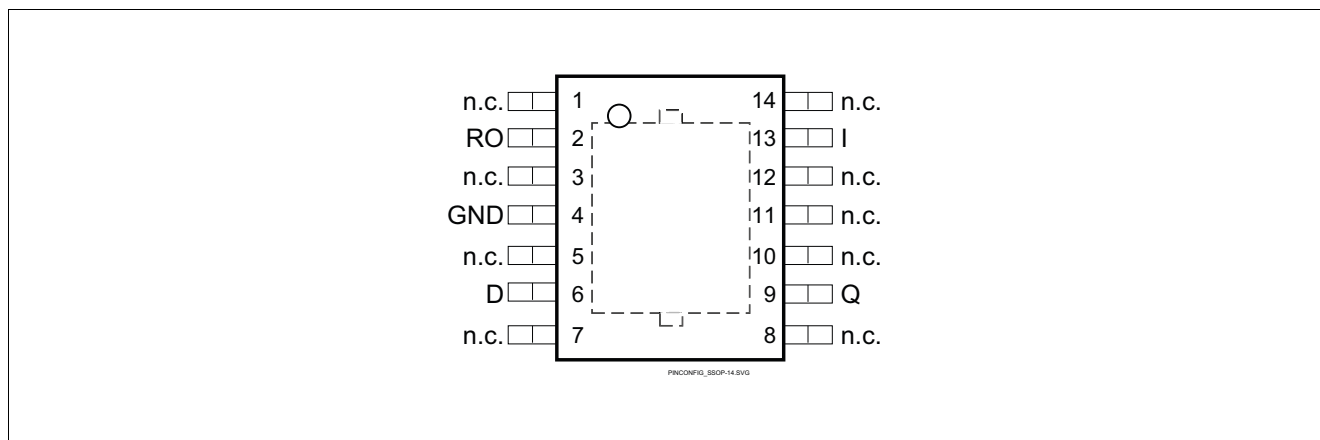 n.c. 1 14 n.c.
RO 2 13 I
n.c. 3 12 n.c.
GND 4 11 n.c.
n.c. 5 10 n.c.
D 6 9 Q
n.c. 7 8 n.c.
PINCONFIG_SSOP-14.SVG